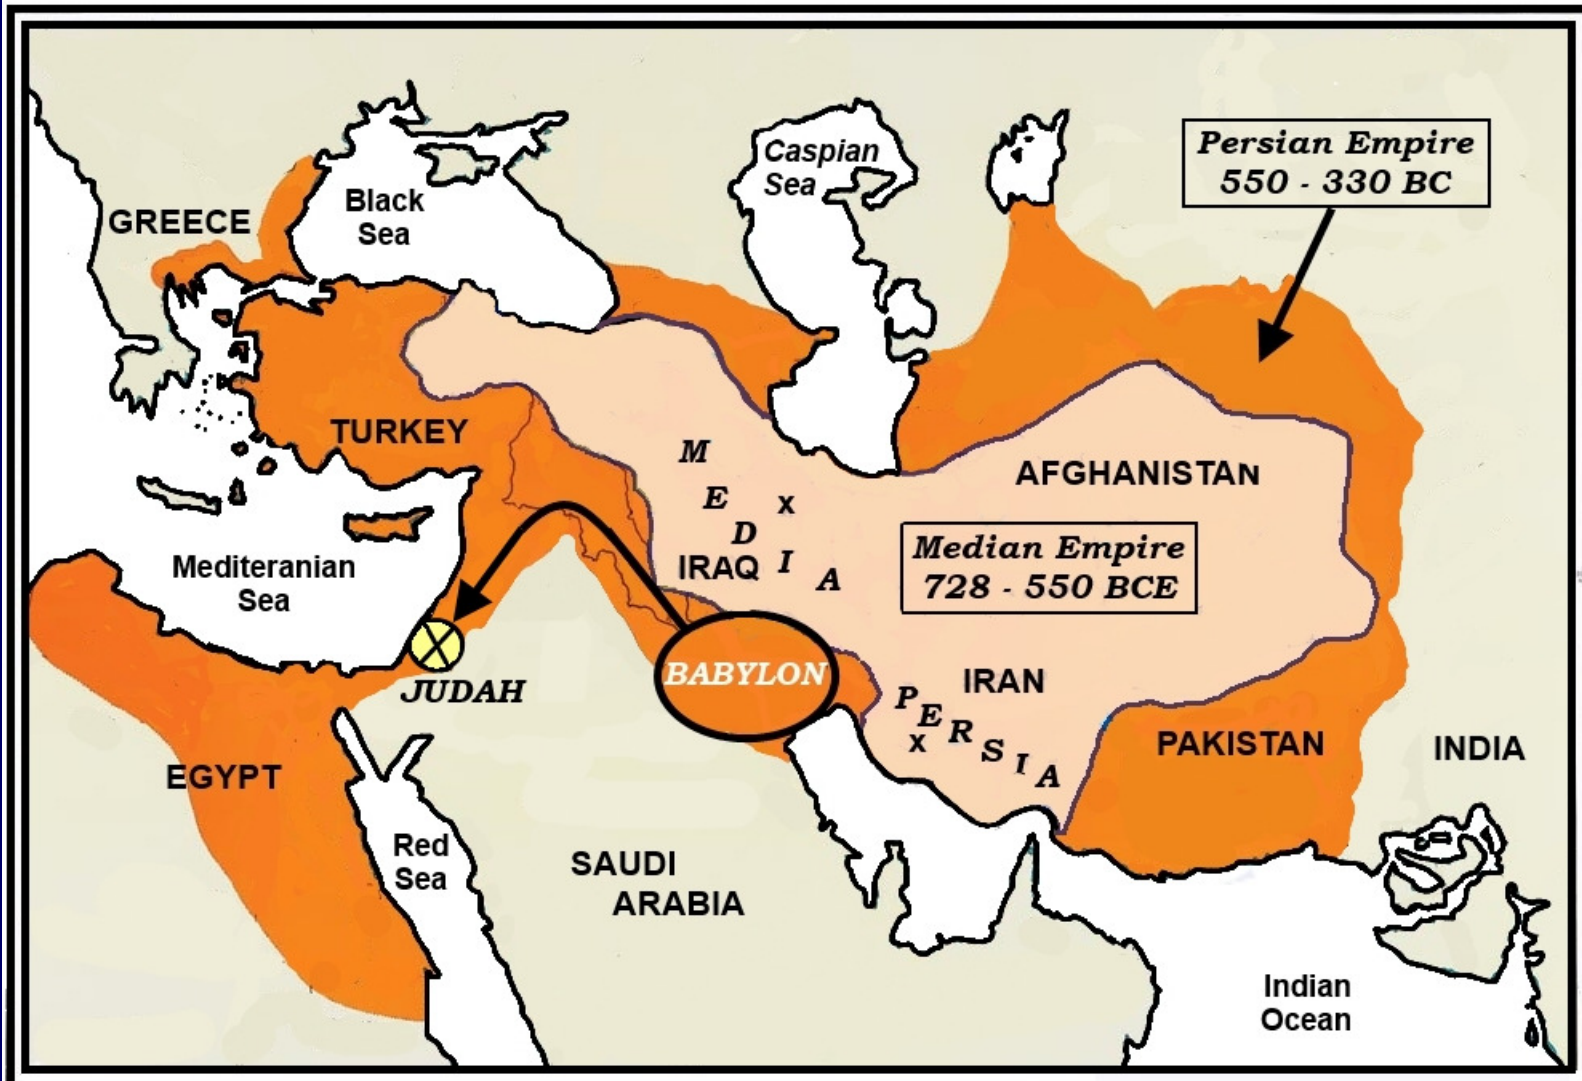 Persian Empire
550 - 330 BC
Caspian
Sea
Black
Sea
GREECE
TURKEY
AFGHANISTAN
MEDIA
x
Median Empire
728 - 550 BCE
IRAQ
Mediteranian
Sea
BABYLON
JUDAH
IRAN
PERSIA
x
PAKISTAN
INDIA
EGYPT
Red
Sea
SAUDI
ARABIA
Indian
Ocean